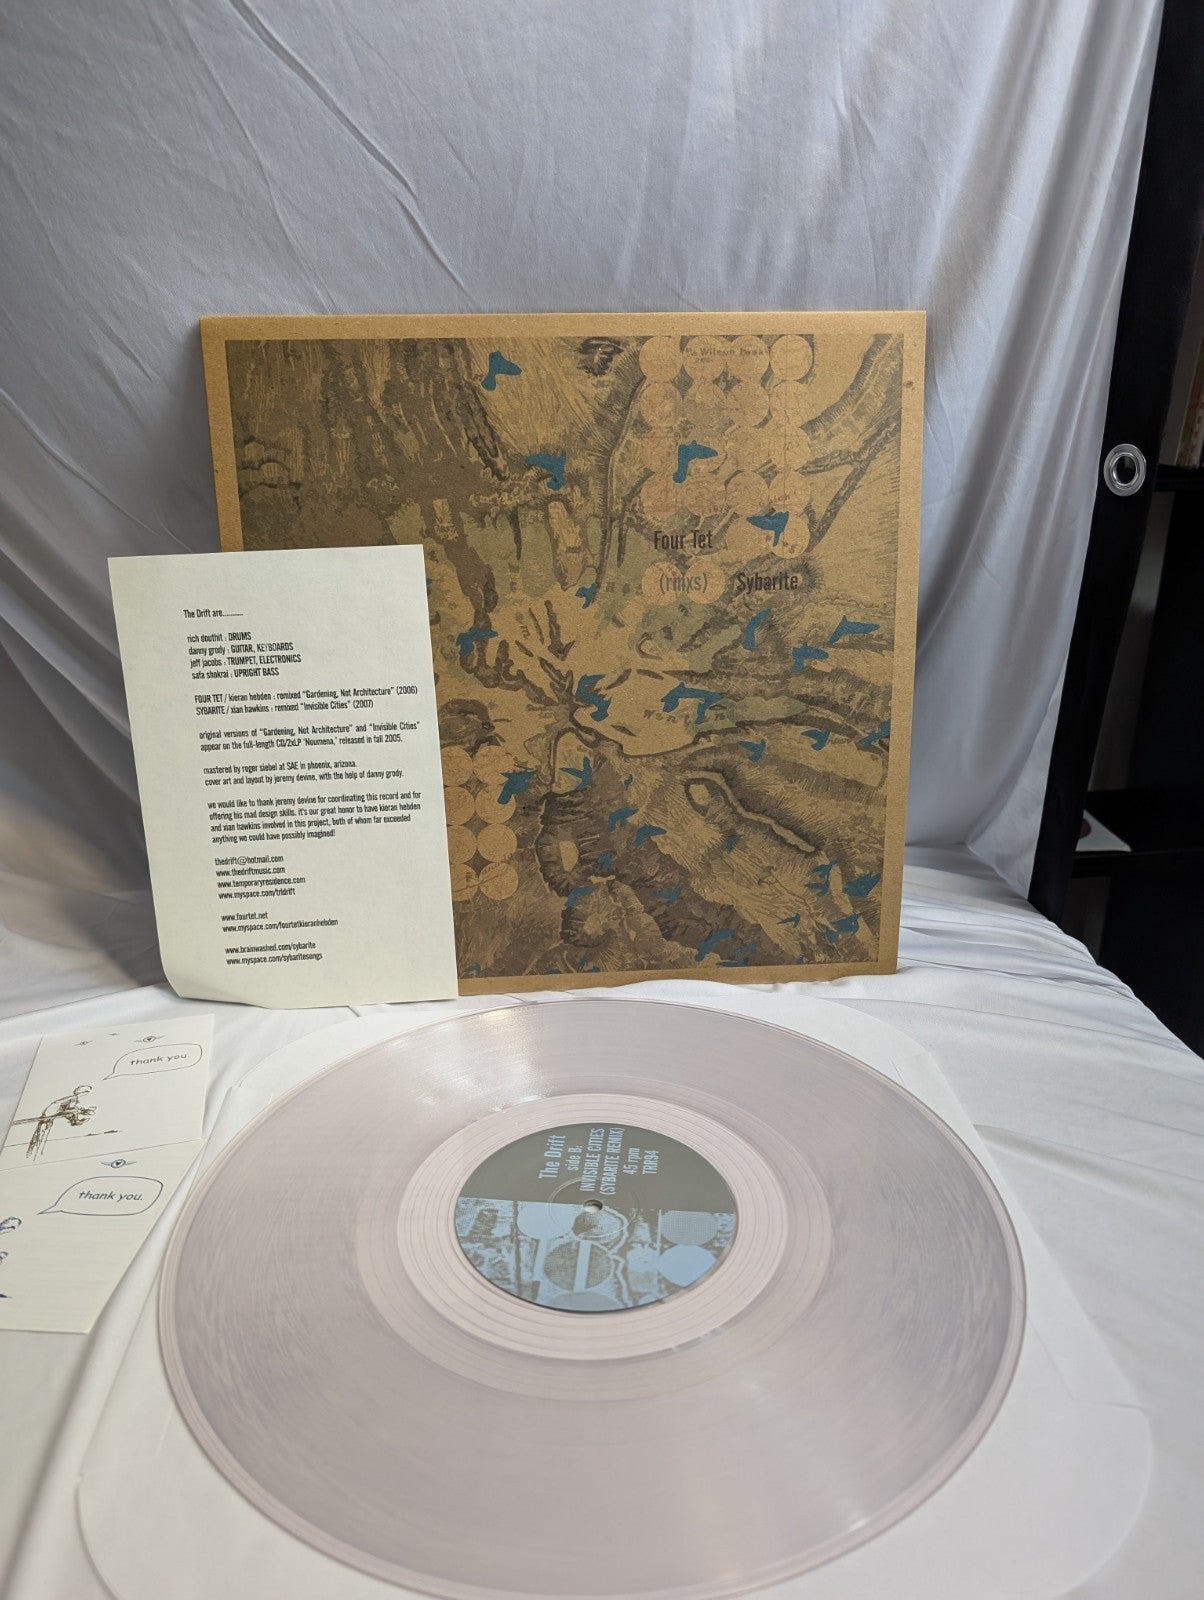 Wilson Peak
Four Tet
(rmxs) Sybarite
The Drift are...........
rich douthit : DRUMS
danny grody : GUITAR, KEYBOARDS
jeff jacobs : TRUMPET, ELECTRONICS
safa shokrai : UPRIGHT BASS
FOUR TET / kieran hebden : remixed "Gardening, Not Architecture" (2006)
SYBARITE / xian hawkins : remixed "Invisible Cities" (2007)
original versions of "Gardening, Not Architecture" and "Invisible Cities"
appear on the full-length CD/2xLP 'Noumena,' released in fall 2005.
mastered by roger siebel at SAE in phoenix, arizona.
cover art and layout by jeremy devine, with the help of danny grody.
we would like to thank jeremy devine for coordinating this record and for
offering his mad design skills. it's our great honor to have kieran hebden
and xian hawkins involved in this project, both of whom far exceeded
anything we could have possibly imagined!
thedrift@hotmail.com
www.thedriftmusic.com
www.temporaryresidence.com
www.myspace.com/trldrift
www.fourtet.net
www.myspace.com/fourtetkieranhebden
www.brainwashed.com/sybarite
www.myspace.com/sybaritesongs
thank you.
thank you.
The Drift
side B:
INVISIBLE CITIES
(SYBARITE REMIX)
45 rpm
TRR94